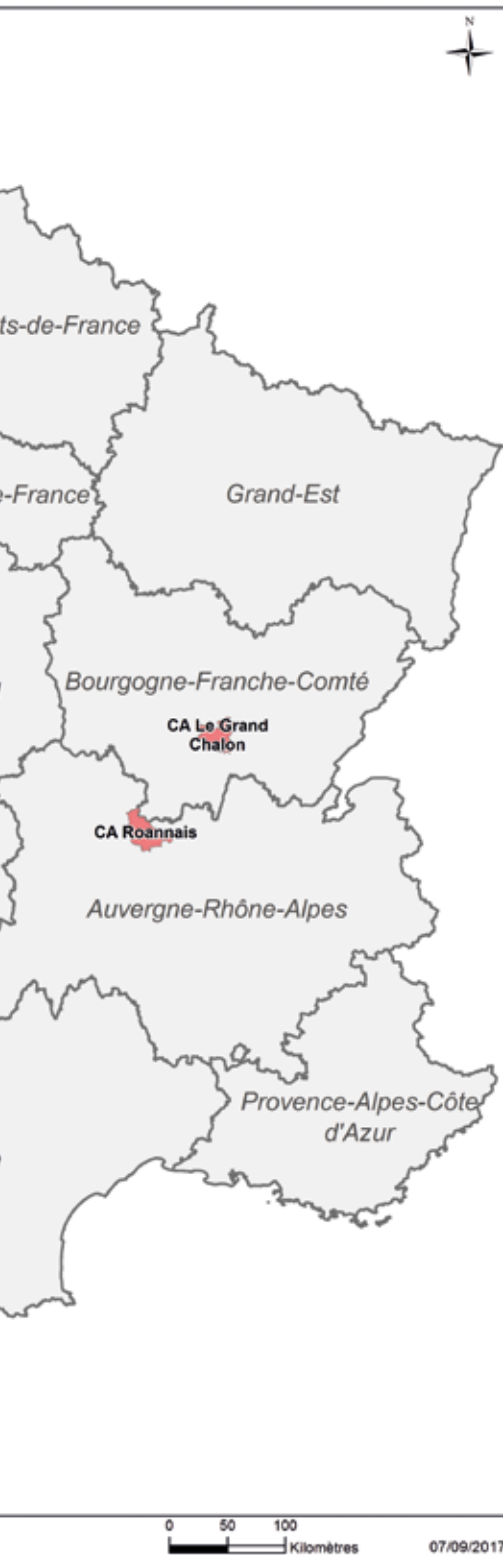 N
ts-de-France
e-France
Grand-Est
Bourgogne-Franche-Comté
CA Le Grand
Chalon
CA Roannais
Auvergne-Rhône-Alpes
Provence-Alpes-Côte
d'Azur
0 50 100
Kilomètres
07/09/2017